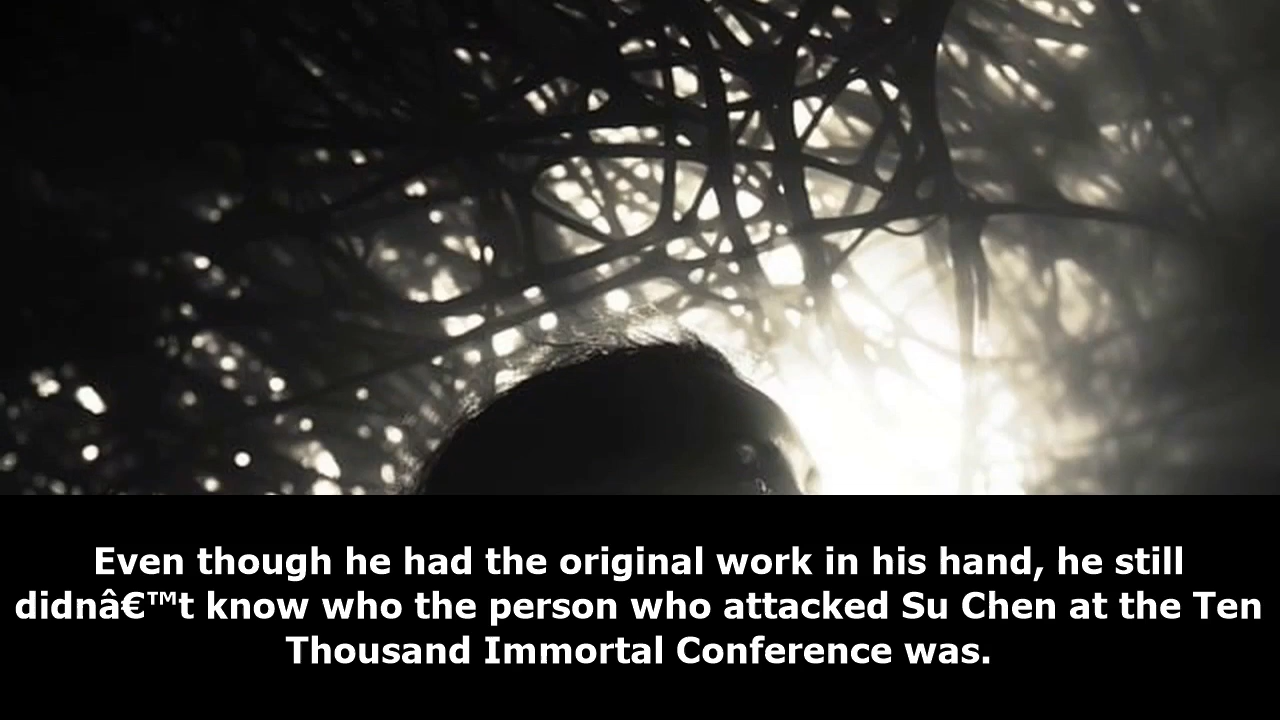 Even though he had the original work in his hand, he still
didnâ€™t know who the person who attacked Su Chen at the Ten
Thousand Immortal Conference was.